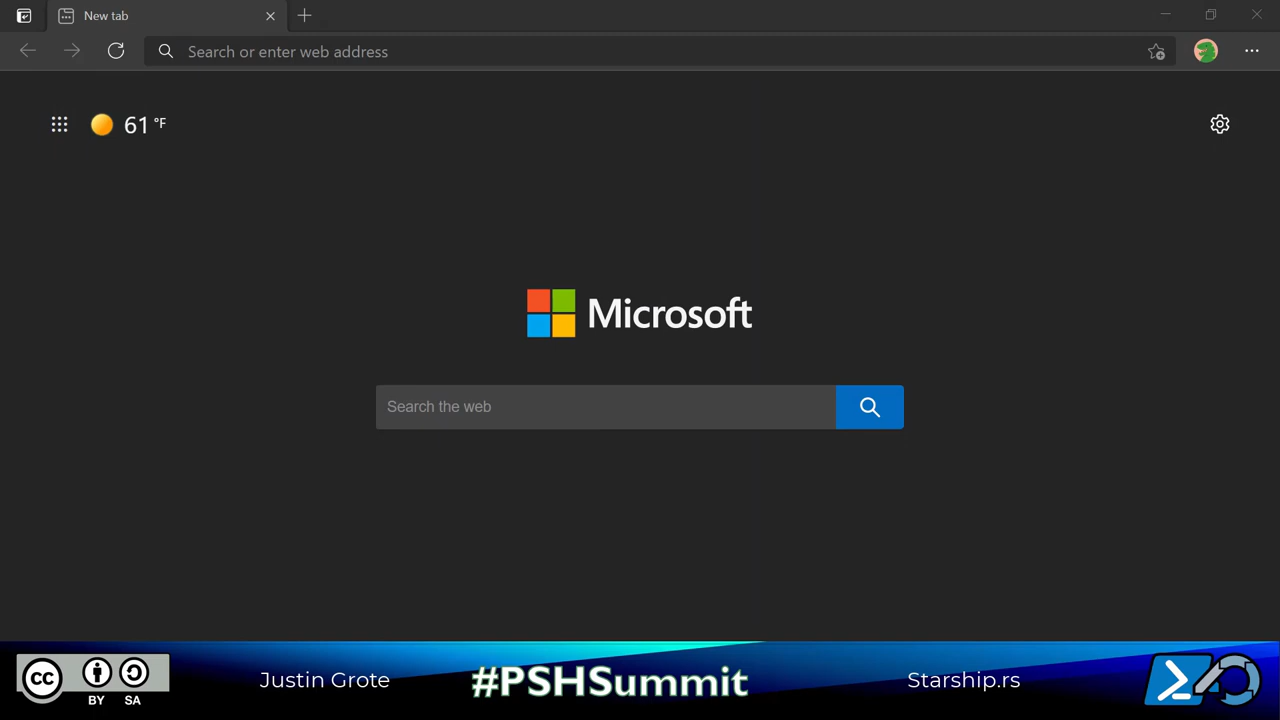 New tab
Search or enter web address
61 °F
Microsoft
Search the web
CC BY SA
Justin Grote
#PSHSummit
Starship.rs